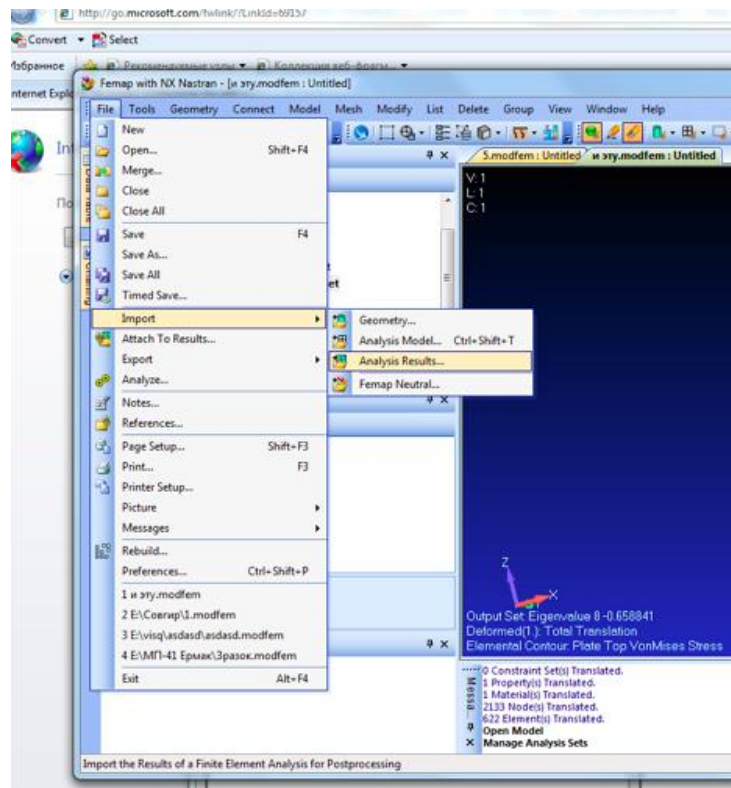 http://go.microsoft.com/fwlink/?LinkId=69157
Convert
Select
Избранное
Рекомендуемые узлы
Коллекция веб-фрагм...
Femap with NX Nastran - [и эту.modfem : Untitled]
File Tools Geometry Connect Model Mesh Modify List Delete Group View Window Help
New
Open... Shift+F4
Merge...
Close
Close All
Save F4
Save As...
Save All
Timed Save...
Import
Attach To Results...
Export
Analyze...
Notes...
References...
Page Setup... Shift+F3
Print... F3
Printer Setup...
Picture
Messages
Rebuild...
Preferences... Ctrl+Shift+P
1 и эту.modfem
2 E:\Совгир\1.modfem
3 E:\visq\asdasd\asdasd.modfem
4 E:\МП-41 Ермак\Зразок.modfem
Exit Alt+F4
Geometry...
Analysis Model... Ctrl+Shift+T
Analysis Results...
Femap Neutral...
5.modfem : Untitled
и эту.modfem : Untitled
V:1
L:1
C:1
Z
X
Output Set: Eigenvalue 8 -0.658841
Deformed(1.): Total Translation
Elemental Contour: Plate Top VonMises Stress
0 Constraint Set(s) Translated.
1 Property(s) Translated.
1 Material(s) Translated.
2133 Node(s) Translated.
622 Element(s) Translated.
Open Model
Manage Analysis Sets
Import the Results of a Finite Element Analysis for Postprocessing